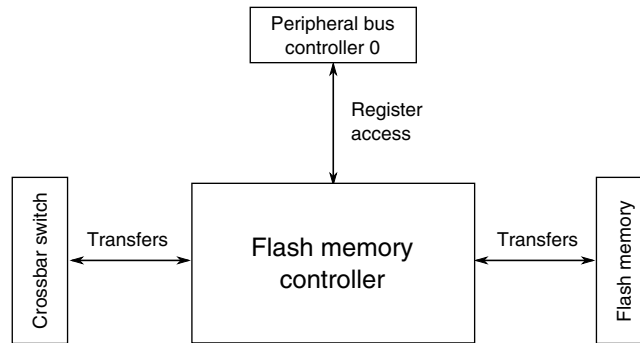 Peripheral bus
controller 0
Register
access
Crossbar switch
Transfers
Flash memory
controller
Transfers
Flash memory